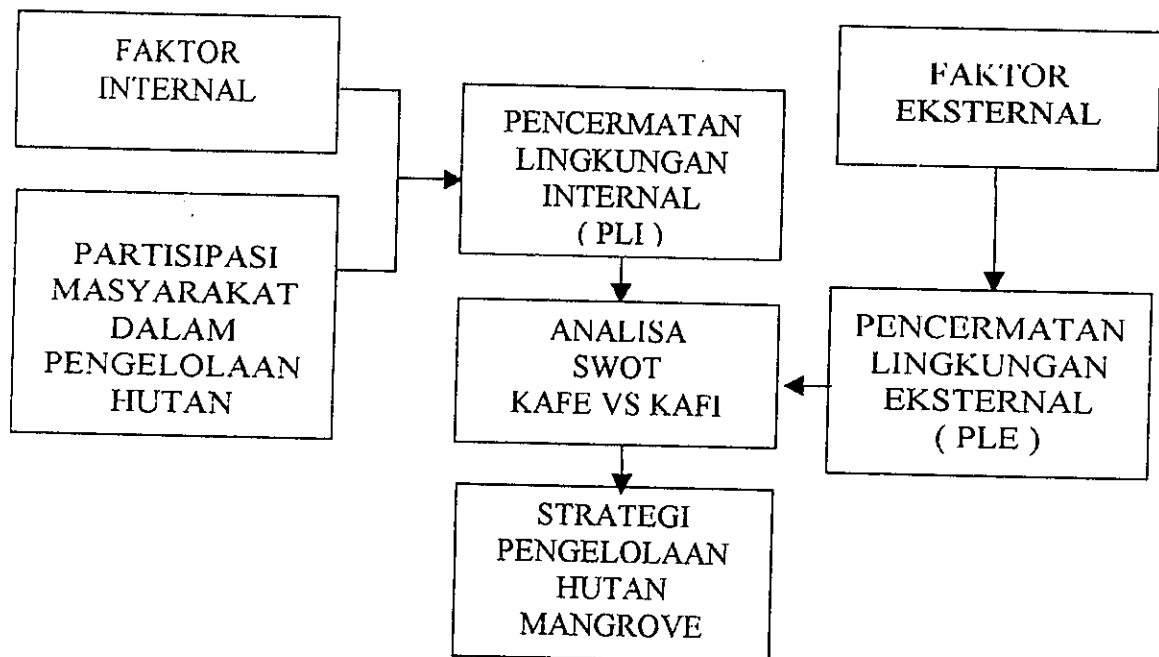 FAKTOR
INTERNAL
PARTISIPASI
MASYARAKAT
DALAM
PENGELOLAAN
HUTAN
PENCERMATAN
LINGKUNGAN
INTERNAL
( PLI )
FAKTOR
EKSTERNAL
PENCERMATAN
LINGKUNGAN
EKSTERNAL
( PLE )
ANALISA
SWOT
KAFE VS KAFI
STRATEGI
PENGELOLAAN
HUTAN
MANGROVE